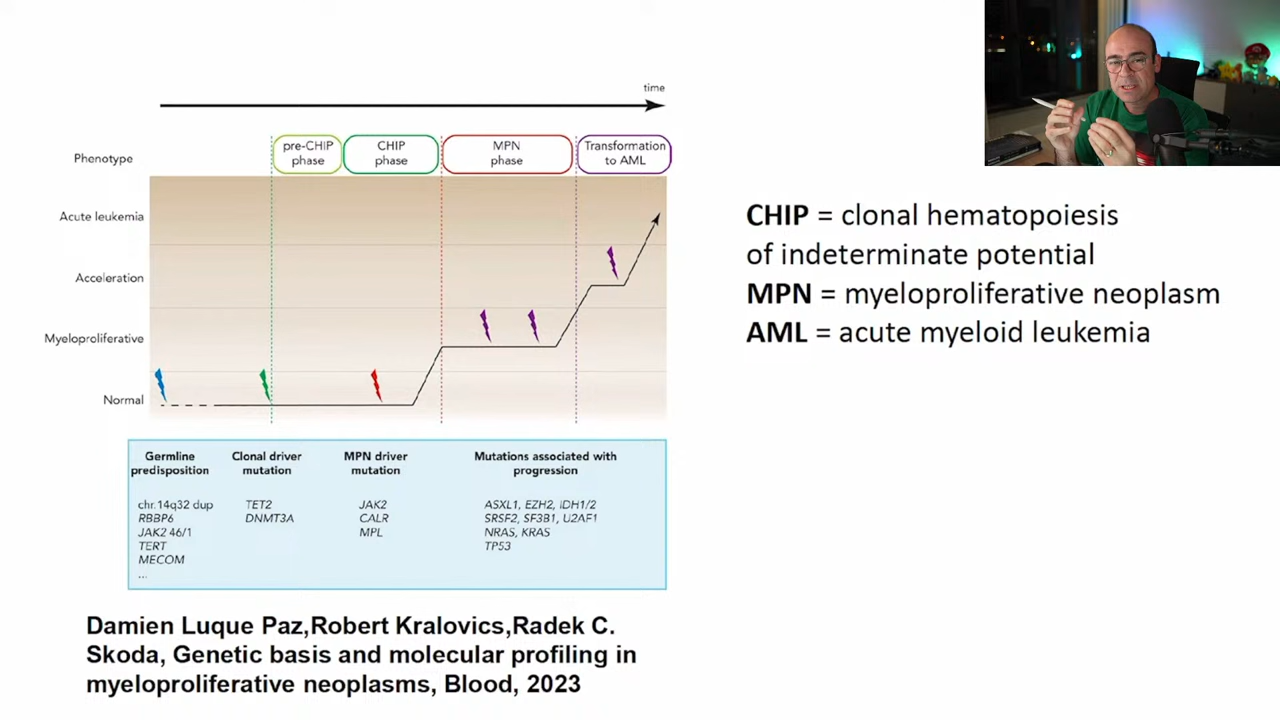 time
Phenotype
pre-CHIP
phase
CHIP
phase
MPN
phase
Transformation
to AML
Acute leukemia
Acceleration
Myeloproliferative
Normal
Germline
predisposition
chr.14q32 dup
RBBP6
JAK2 46/1
TERT
MECOM
...
Clonal driver
mutation
TET2
DNMT3A
MPN driver
mutation
JAK2
CALR
MPL
Mutations associated with
progression
ASXL1, EZH2, IDH1/2
SRSF2, SF3B1, U2AF1
NRAS, KRAS
TP53
Damien Luque Paz,Robert Kralovics,Radek C.
Skoda, Genetic basis and molecular profiling in
myeloproliferative neoplasms, Blood, 2023
CHIP = clonal hematopoiesis
of indeterminate potential
MPN = myeloproliferative neoplasm
AML = acute myeloid leukemia